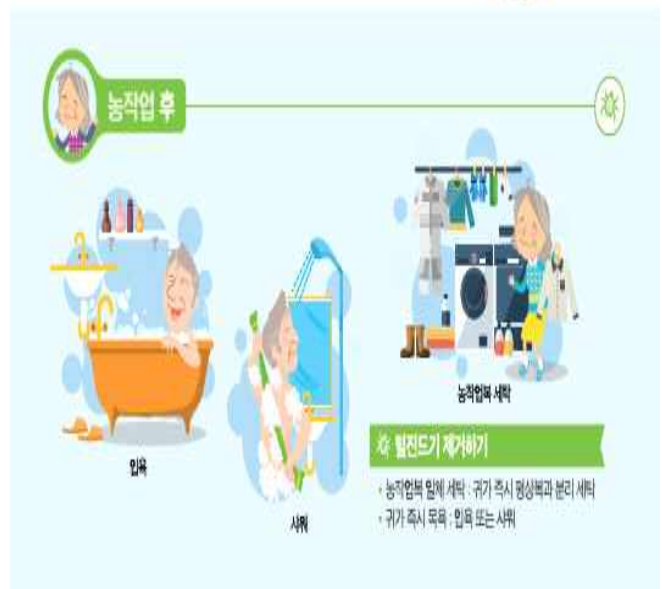 농작업 후
농작업복 세탁
입욕
샤워
털진드기 제거하기
• 농작업복 일체 세탁 : 귀가 즉시 평상복과 분리 세탁
• 귀가 즉시 목욕 : 입욕 또는 샤워